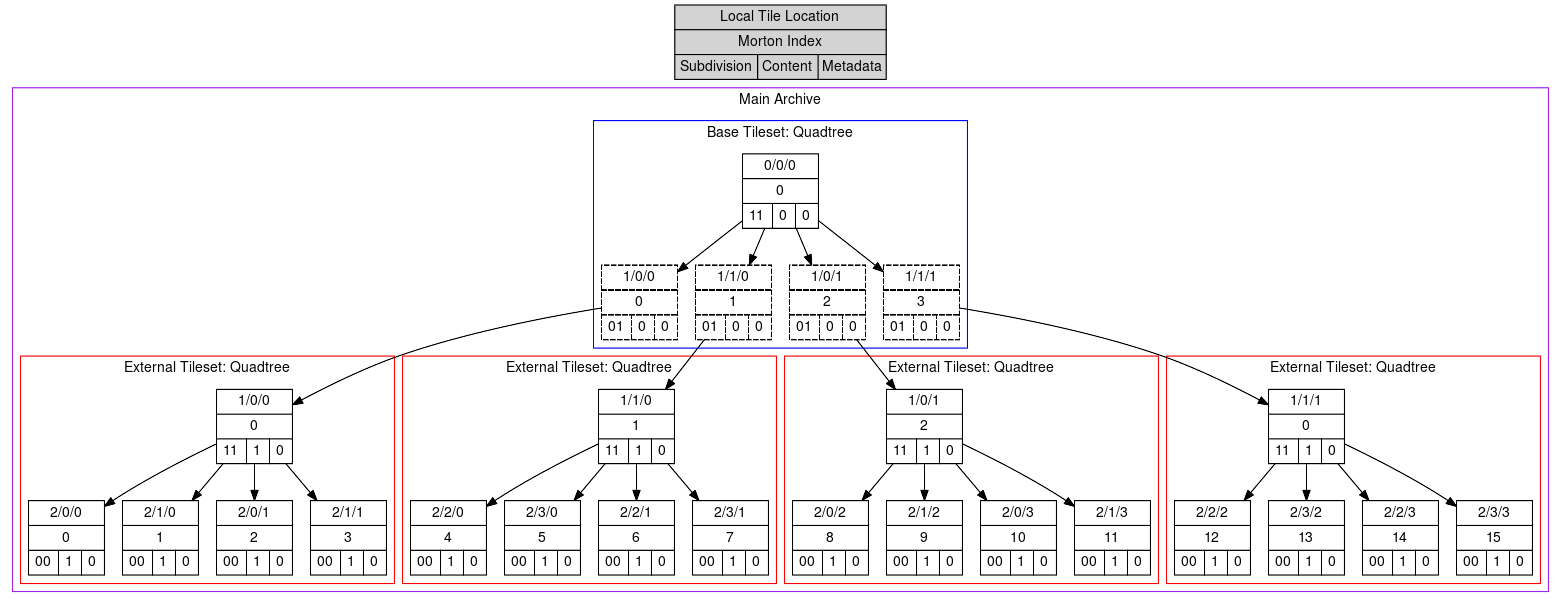 Local Tile Location
Morton Index
Subdivision Content Metadata
Main Archive
Base Tileset: Quadtree
0/0/0
0
11 0 0
1/0/0 1/1/0 1/0/1 1/1/1
0 1 2 3
01 0 0 01 0 0 01 0 0 01 0 0
External Tileset: Quadtree External Tileset: Quadtree External Tileset: Quadtree External Tileset: Quadtree
1/0/0 1/1/0 1/0/1 1/1/1
0 1 2 0
11 1 0 11 1 0 11 1 0 11 1 0
2/0/0 2/1/0 2/0/1 2/1/1 2/2/0 2/3/0 2/2/1 2/3/1 2/0/2 2/1/2 2/0/3 2/1/3 2/2/2 2/3/2 2/2/3 2/3/3
0 1 2 3 4 5 6 7 8 9 10 11 12 13 14 15
00 1 0 00 1 0 00 1 0 00 1 0 00 1 0 00 1 0 00 1 0 00 1 0 00 1 0 00 1 0 00 1 0 00 1 0 00 1 0 00 1 0 00 1 0 00 1 0